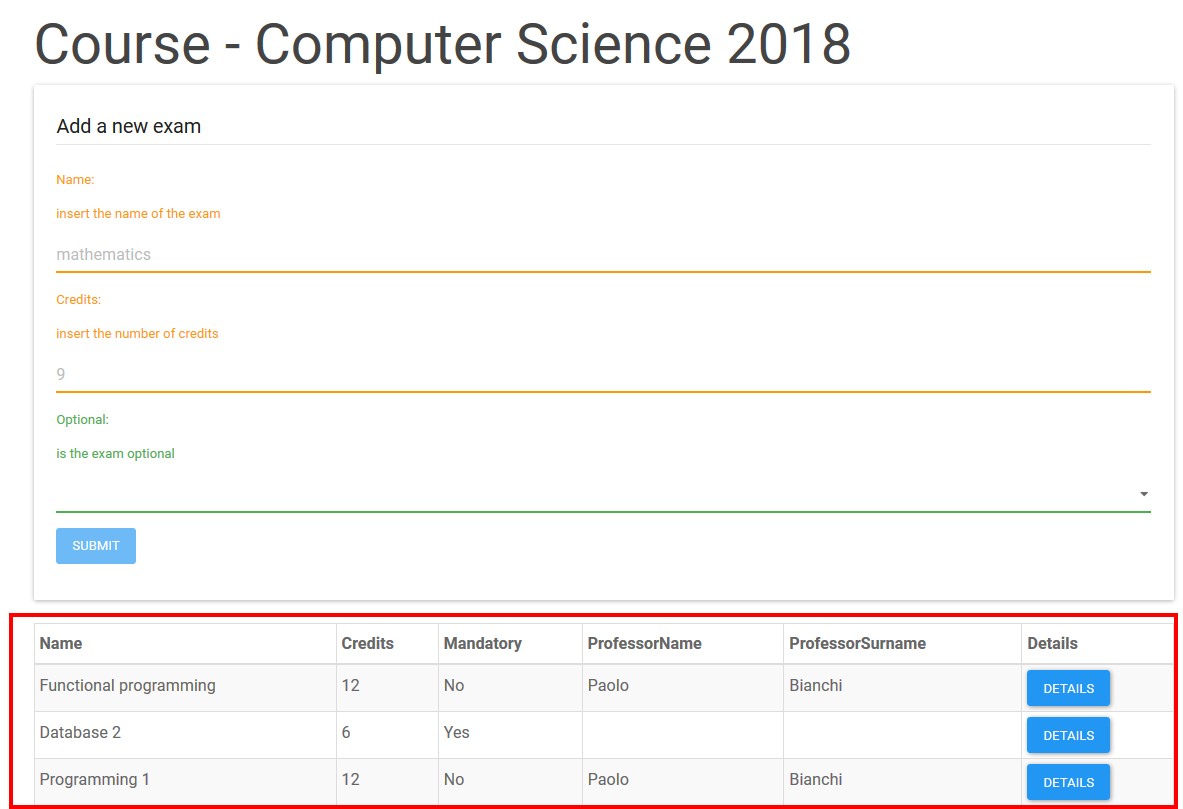 Course - Computer Science 2018
Add a new exam
Name:
insert the name of the exam
mathematics
Credits:
insert the number of credits
9
Optional:
is the exam optional
SUBMIT
Name Credits Mandatory ProfessorName ProfessorSurname Details
Functional programming 12 No Paolo Bianchi DETAILS
Database 2 6 Yes DETAILS
Programming 1 12 No Paolo Bianchi DETAILS